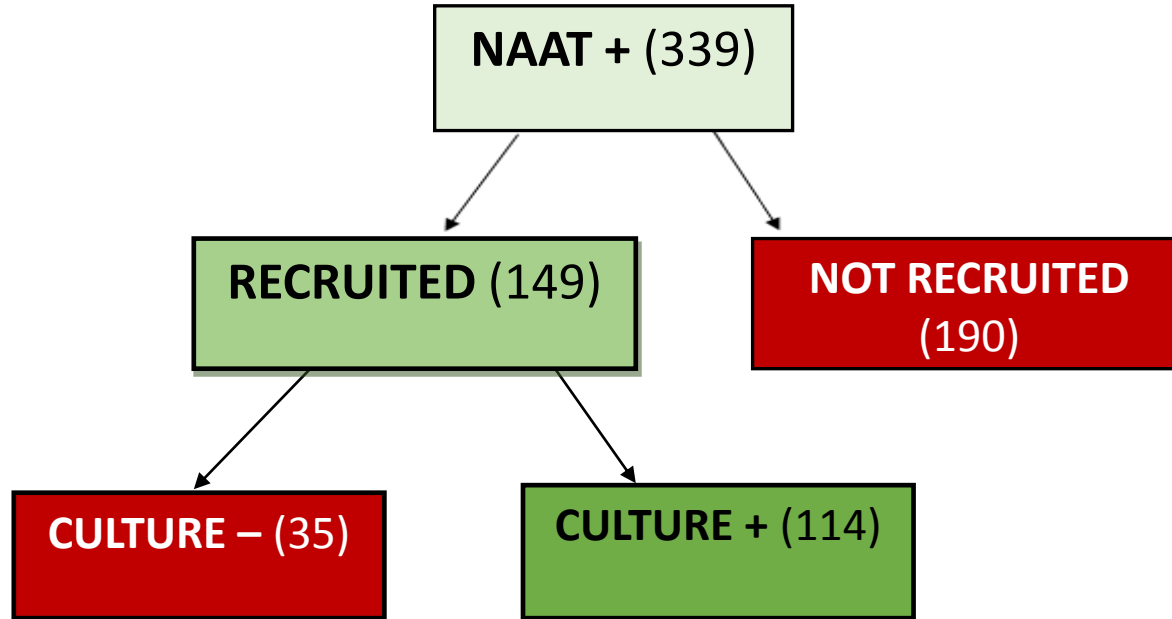 NAAT + (339)
RECRUITED (149)
NOT RECRUITED
(190)
CULTURE – (35)
CULTURE + (114)